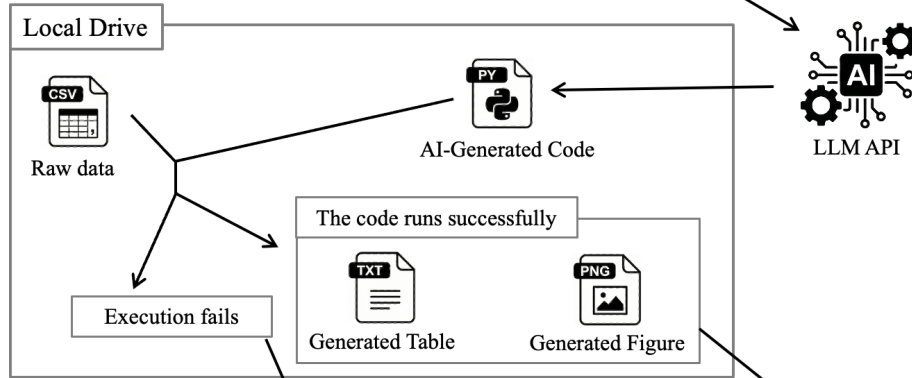 Local Drive
CSV
Raw data
PY
AI-Generated Code
AI
LLM API
The code runs successfully
TXT
Generated Table
PNG
Generated Figure
Execution fails